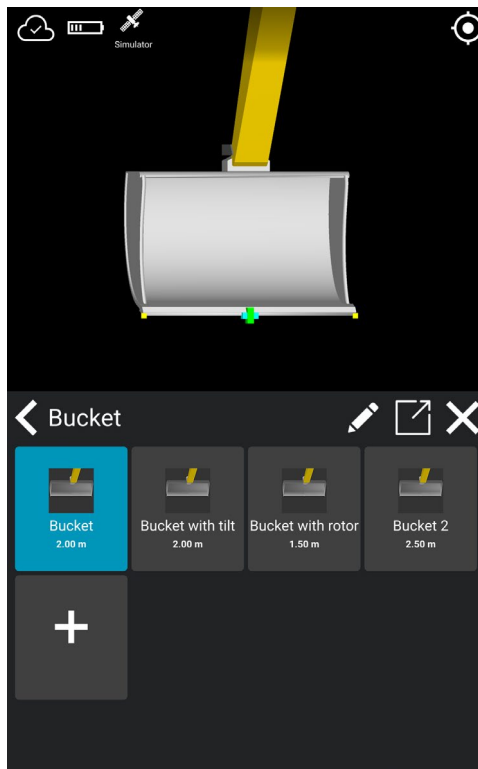 Simulator
Bucket
Bucket
2.00 m
Bucket with tilt
2.00 m
Bucket with rotor
1.50 m
Bucket 2
2.50 m